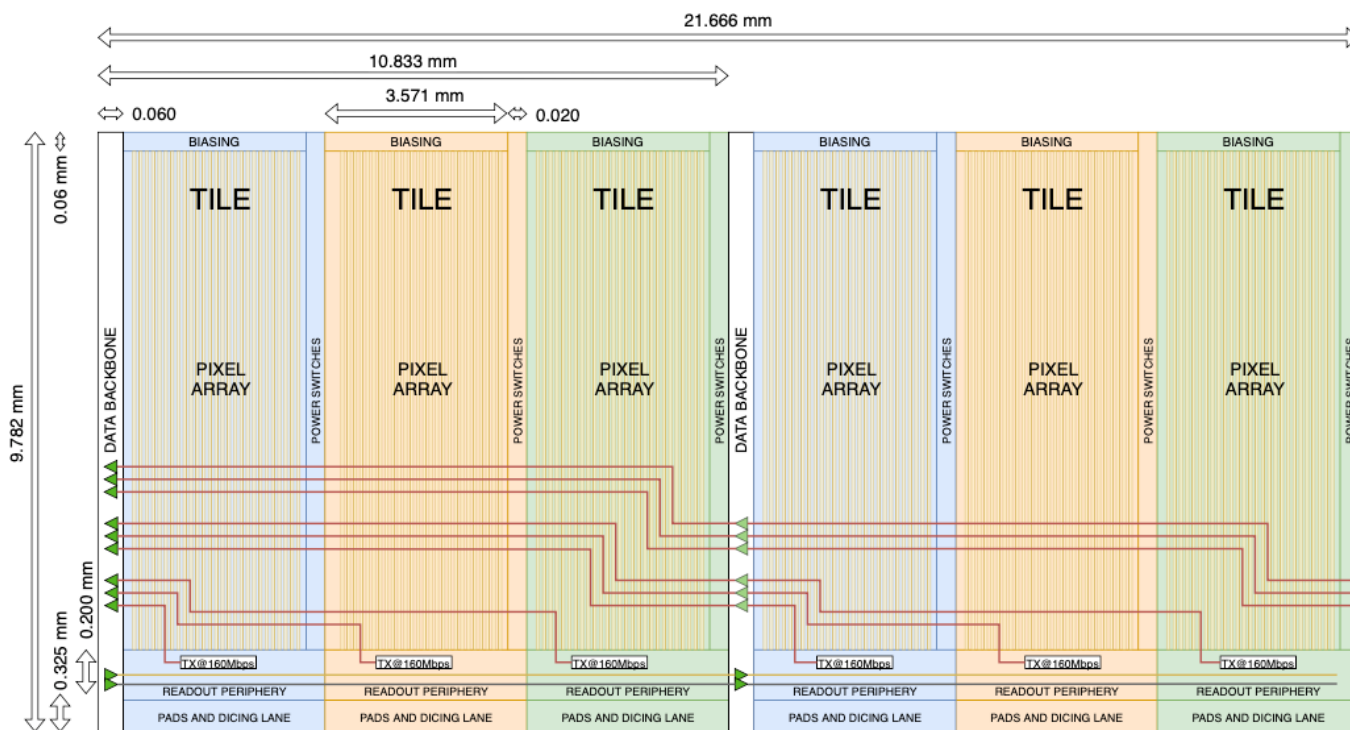 21.666 mm
10.833 mm
3.571 mm
0.060
0.020
9.782 mm
0.06 mm
0.325 mm
0.200 mm
BIASING
BIASING
BIASING
BIASING
BIASING
BIASING
TILE
TILE
TILE
TILE
TILE
TILE
DATA BACKBONE
PIXEL
ARRAY
POWER SWITCHES
PIXEL
ARRAY
POWER SWITCHES
PIXEL
ARRAY
DATA BACKBONE
PIXEL
ARRAY
POWER SWITCHES
PIXEL
ARRAY
POWER SWITCHES
PIXEL
ARRAY
POWER SWITCHES
TX@160Mbps
TX@160Mbps
TX@160Mbps
TX@160Mbps
TX@160Mbps
TX@160Mbps
READOUT PERIPHERY
READOUT PERIPHERY
READOUT PERIPHERY
READOUT PERIPHERY
READOUT PERIPHERY
READOUT PERIPHERY
PADS AND DICING LANE
PADS AND DICING LANE
PADS AND DICING LANE
PADS AND DICING LANE
PADS AND DICING LANE
PADS AND DICING LANE